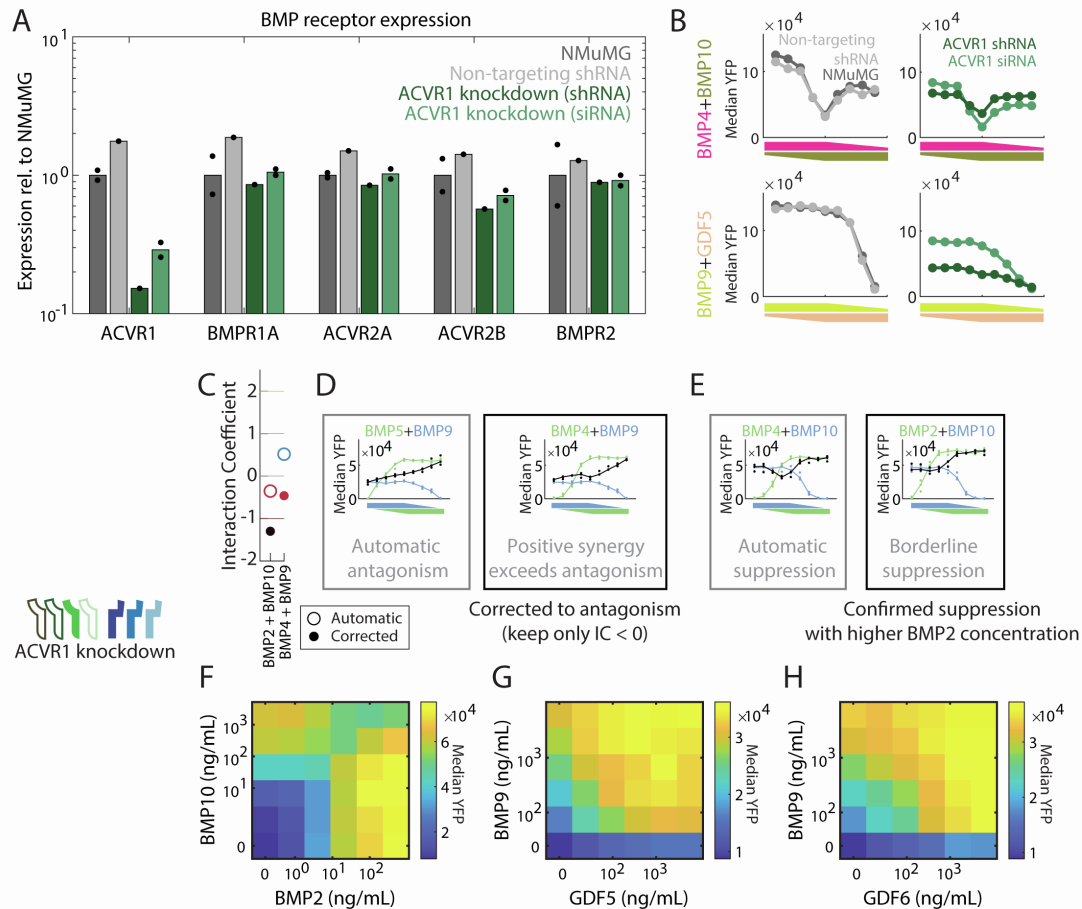 A
BMP receptor expression
10^1
10^0
10^-1
Expression rel. to NMuMG
NMuMG
Non-targeting shRNA
ACVR1 knockdown (shRNA)
ACVR1 knockdown (siRNA)
ACVR1
BMPR1A
ACVR2A
ACVR2B
BMPR2
B
BMP4+BMP10
×10^4
Median YFP
10
0
Non-targeting
shRNA
NMuMG
×10^4
10
0
ACVR1 shRNA
ACVR1 siRNA
BMP9+GDF5
×10^4
Median YFP
10
0
×10^4
10
0
C
Interaction Coefficient
2
1
0
-1
-2
BMP2 + BMP10
BMP4 + BMP9
Automatic
Corrected
ACVR1 knockdown
D
BMP5+BMP9
×10^4
Median YFP
5
0
Automatic
antagonism
BMP4+BMP9
×10^4
Median YFP
5
0
Positive synergy
exceeds antagonism
Corrected to antagonism
(keep only IC < 0)
E
BMP4+BMP10
×10^4
Median YFP
5
0
Automatic
suppression
BMP2+BMP10
×10^4
Median YFP
5
0
Borderline
suppression
Confirmed suppression
with higher BMP2 concentration
F
BMP10 (ng/mL)
10^3
10^2
10^1
0
0
10^0
10^1
10^2
BMP2 (ng/mL)
×10^4
6
4
2
Median YFP
G
BMP9 (ng/mL)
10^3
10^2
0
0
10^2
10^3
GDF5 (ng/mL)
×10^4
3
2
1
Median YFP
H
BMP9 (ng/mL)
10^3
10^2
0
0
10^2
10^3
GDF6 (ng/mL)
×10^4
3
2
1
Median YFP